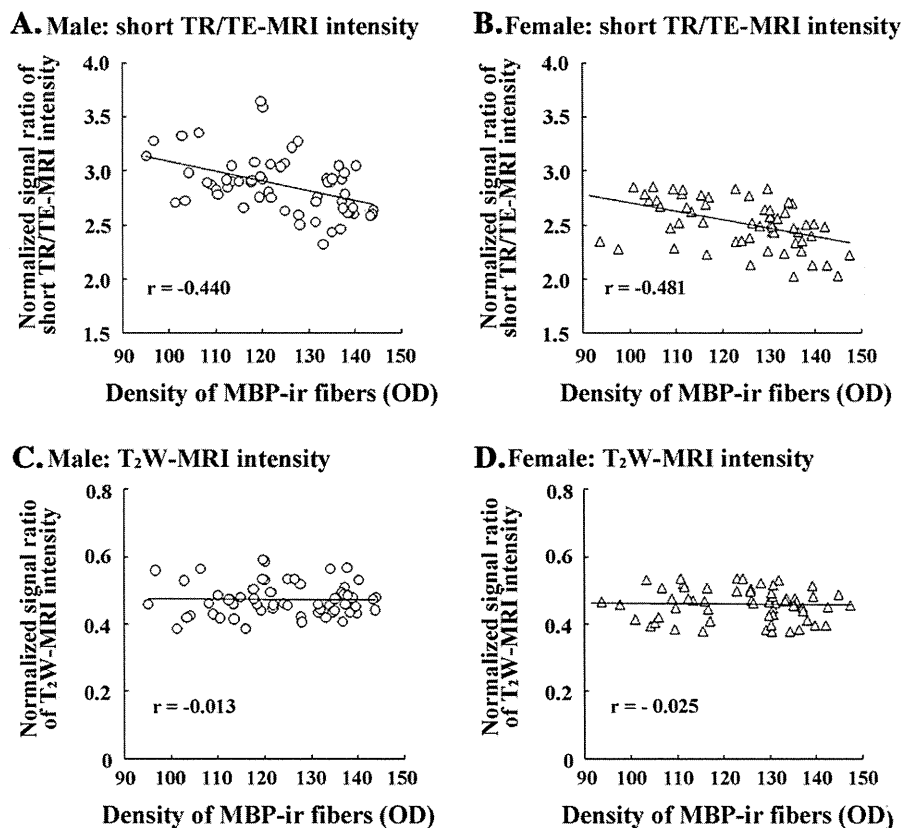 A. Male: short TR/TE-MRI intensity
Normalized signal ratio of
short TR/TE-MRI intensity
4.0
3.5
3.0
2.5
2.0
1.5
r = -0.440
90 100 110 120 130 140 150
Density of MBP-ir fibers (OD)
B. Female: short TR/TE-MRI intensity
Normalized signal ratio of
short TR/TE-MRI intensity
4.0
3.5
3.0
2.5
2.0
1.5
r = -0.481
90 100 110 120 130 140 150
Density of MBP-ir fibers (OD)
C. Male: T₂W-MRI intensity
Normalized signal ratio
of T₂W-MRI intensity
0.8
0.6
0.4
0.2
0
r = -0.013
90 100 110 120 130 140 150
Density of MBP-ir fibers (OD)
D. Female: T₂W-MRI intensity
Normalized signal ratio
of T₂W-MRI intensity
0.8
0.6
0.4
0.2
0
r = - 0.025
90 100 110 120 130 140 150
Density of MBP-ir fibers (OD)